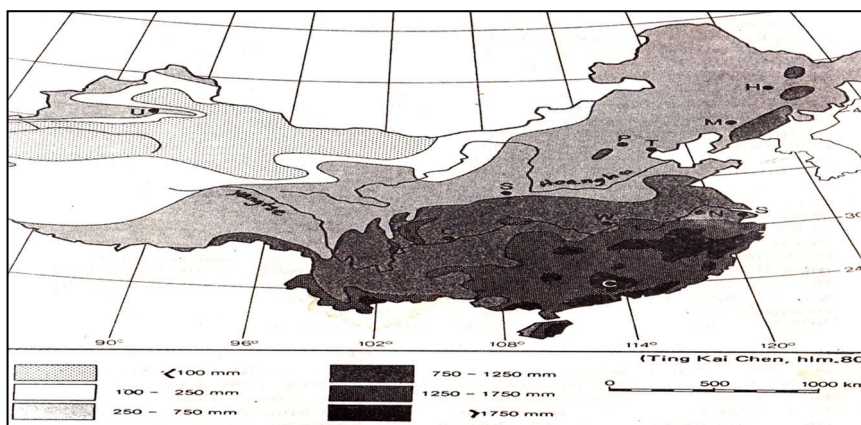 H
U
M
P
T
Hoangho
S
Yangtse
W N S
30
C
24
90° 96° 102° 108° 114° 120°
(Ting Kai Chen, hlm.80
<100 mm
750 - 1250 mm
100 - 250 mm
1250 - 1750 mm
0 500 1000 km
250 - 750 mm
>1750 mm